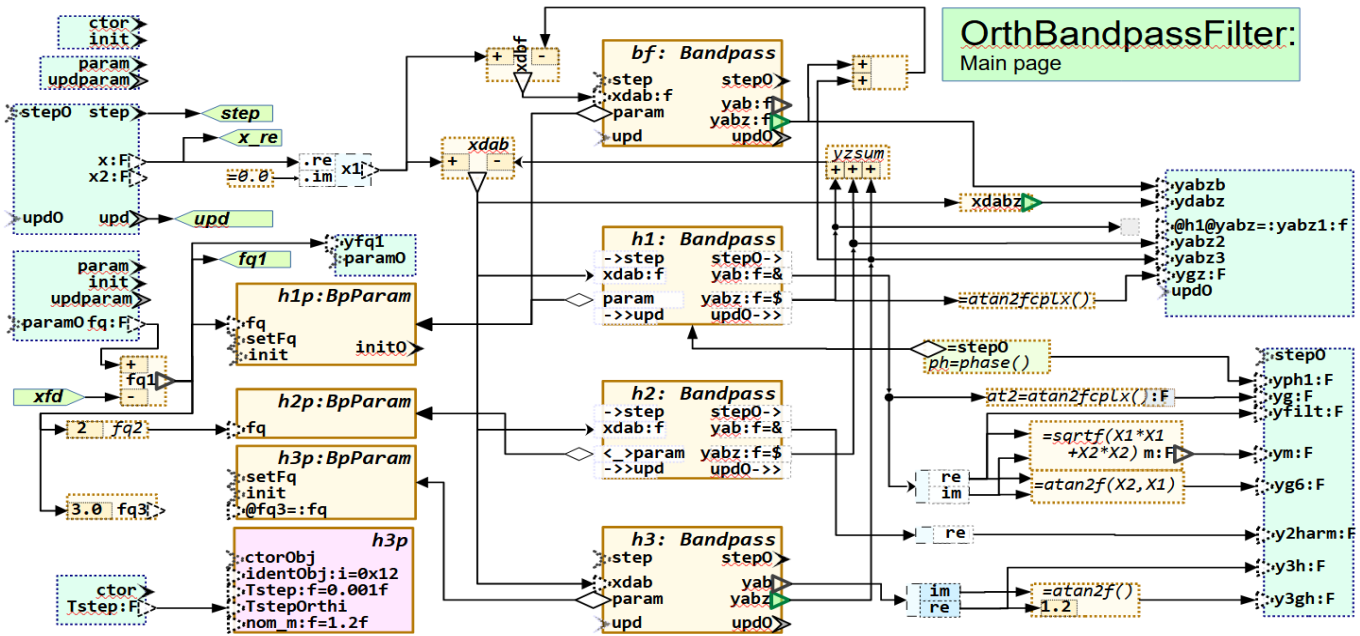 OrthBandpassFilter:
Main page
ctor
init
param
updparam
stepO step
x:F
x2:F
updO upd
step
x_re
upd
=0.0
.re
.im
x1
+ xdbf -
bf: Bandpass
step stepO
xdab:f
yab:f
param
yabz:f
upd updO
+
+
xdab
+ -
yzsum
+ + +
xdabz
yabzb
ydabz
@h1@yabz=:yabz1:f
yabz2
yabz3
ygz:F
updO
param
init
updparam
paramO fq:F
fq1
yfq1
paramO
+
fq1
-
xfd
2 fq2
3.0 fq3
h1p:BpParam
fq
setFq
init initO
h2p:BpParam
fq
h3p:BpParam
setFq
init
@fq3=:fq
h3p
ctorObj
identObj:i=0x12
Tstep:f=0.001f
TstepOrthi
nom_m:f=1.2f
ctor
Tstep:F
h1: Bandpass
->step stepO->
xdab:f yab:f=&
param yabz:f=$
->>upd updO->>
h2: Bandpass
->step stepO->
xdab:f yab:f=&
<_>param yabz:f=$
->>upd updO->>
h3: Bandpass
step stepO
xdab yab
param yabz
upd updO
=atan2fcplx()
=stepO
ph=phase()
at2=atan2fcplx():F
=sqrtf(X1*X1
+X2*X2) m:F
=atan2f(X2,X1)
re
im
re
im
re
=atan2f()
1.2
stepO
yph1:F
yg:F
yfilt:F
ym:F
yg6:F
y2harm:F
y3h:F
y3gh:F